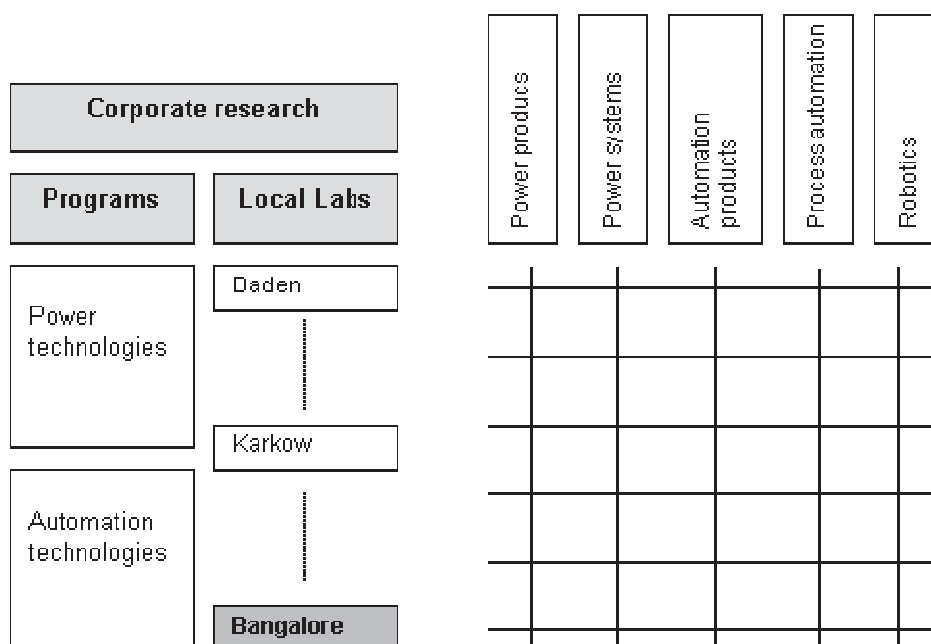 Corporate research
Programs
Local Labs
Power
technologies
Automation
technologies
Daden
Karkow
Bangalore
Power producs
Power systems
Automation
products
Process automation
Robotics